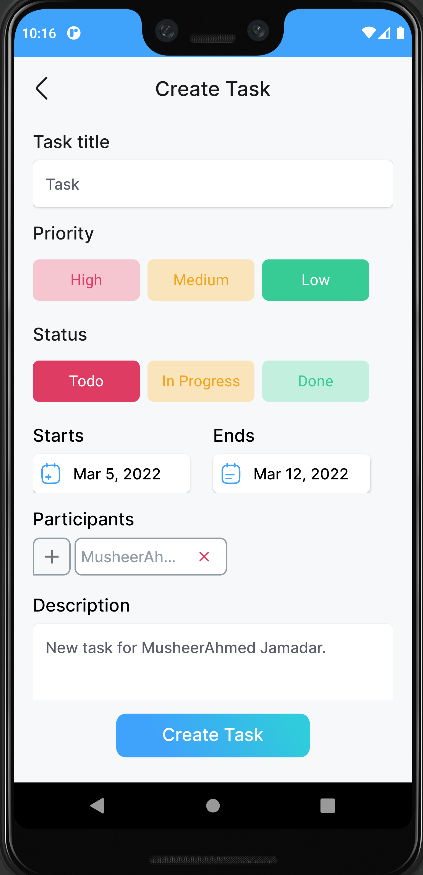 10:16
Create Task
Task title
Task
Priority
High Medium Low
Status
Todo In Progress Done
Starts Ends
Mar 5, 2022 Mar 12, 2022
Participants
MusheerAh...
Description
New task for MusheerAhmed Jamadar.
Create Task